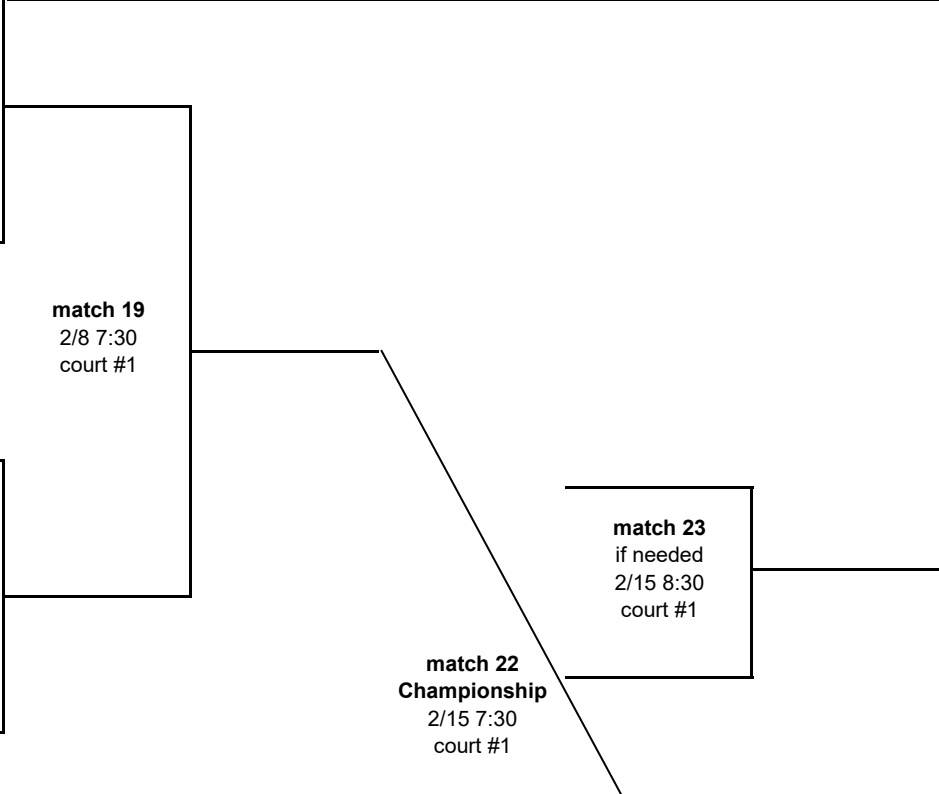 match 19
2/8 7:30
court #1
match 23
if needed
2/15 8:30
court #1
match 22
Championship
2/15 7:30
court #1